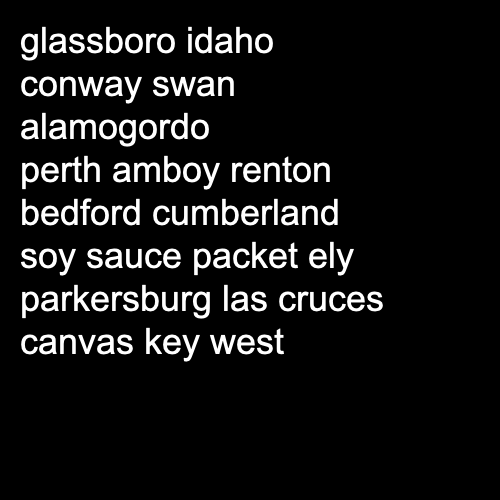 glassboro idaho
conway swan
alamogordo
perth amboy renton
bedford cumberland
soy sauce packet ely
parkersburg las cruces
canvas key west